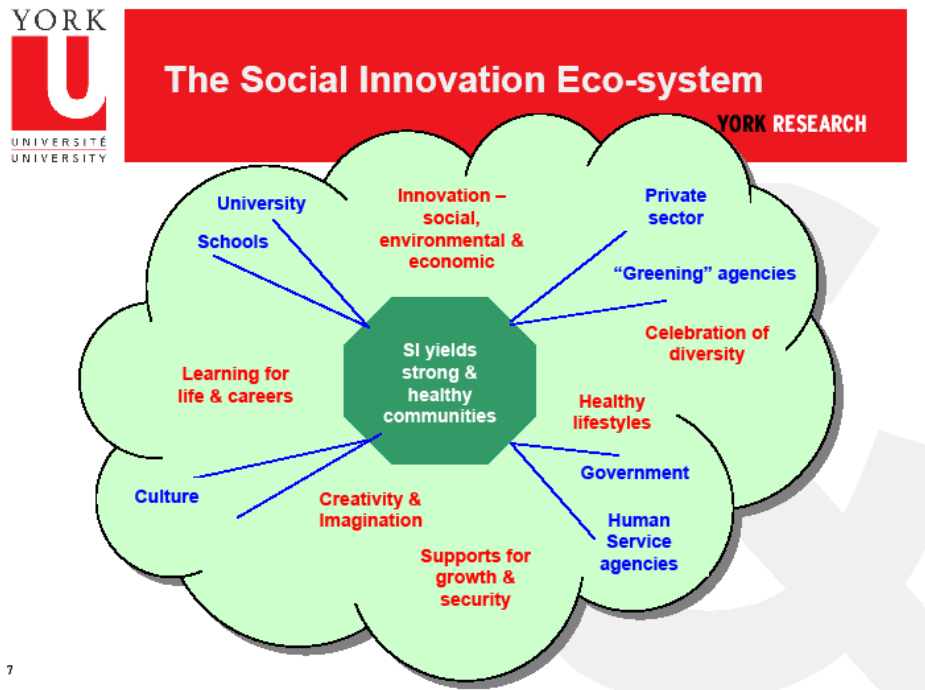 YORK
U
UNIVERSITÉ
UNIVERSITY
The Social Innovation Eco-system
YORK RESEARCH
University
Schools
Innovation –
social,
environmental &
economic
Private
sector
“Greening” agencies
Celebration of
diversity
SI yields
strong &
healthy
communities
Learning for
life & careers
Healthy
lifestyles
Government
Culture
Creativity &
Imagination
Human
Service
agencies
Supports for
growth &
security
7